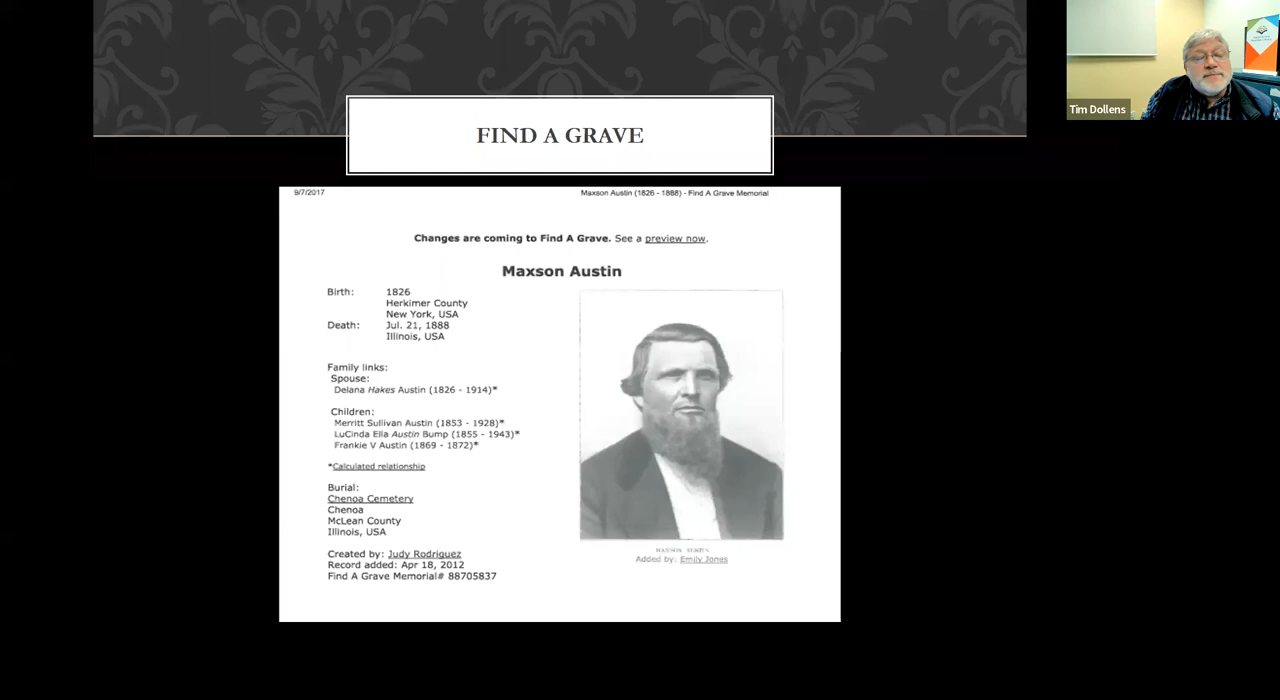 FIND A GRAVE
Tim Dollens
9/7/2017
Maxson Austin (1826 - 1888) - Find A Grave Memorial
Changes are coming to Find A Grave. See a preview now.
Maxson Austin
Birth: 1826
Herkimer County
New York, USA
Death: Jul. 21, 1888
Illinois, USA
Family links:
Spouse:
Delana Hakes Austin (1826 - 1914)*
Children:
Merritt Sullivan Austin (1853 - 1928)*
LuCinda Ella Austin Bump (1855 - 1943)*
Frankie V Austin (1869 - 1872)*
*Calculated relationship
Burial:
Chenoa Cemetery
Chenoa
McLean County
Illinois, USA
Created by: Judy Rodriguez
Record added: Apr 18, 2012
Find A Grave Memorial# 88705837
Added by: Emily Jones